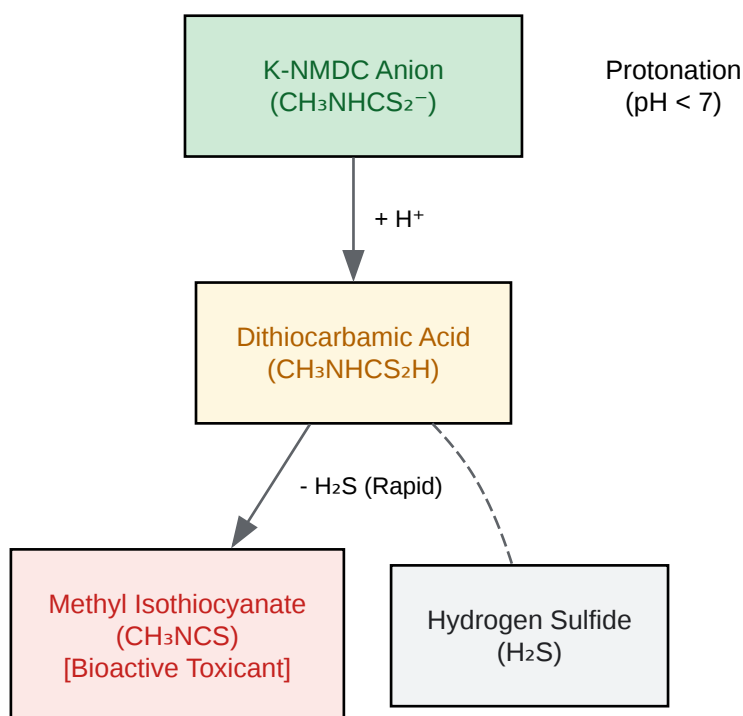 K-NMDC Anion
(CH₃NHCS₂⁻)
Protonation
(pH < 7)
+ H⁺
Dithiocarbamic Acid
(CH₃NHCS₂H)
- H₂S (Rapid)
Methyl Isothiocyanate
(CH₃NCS)
[Bioactive Toxicant]
Hydrogen Sulfide
(H₂S)